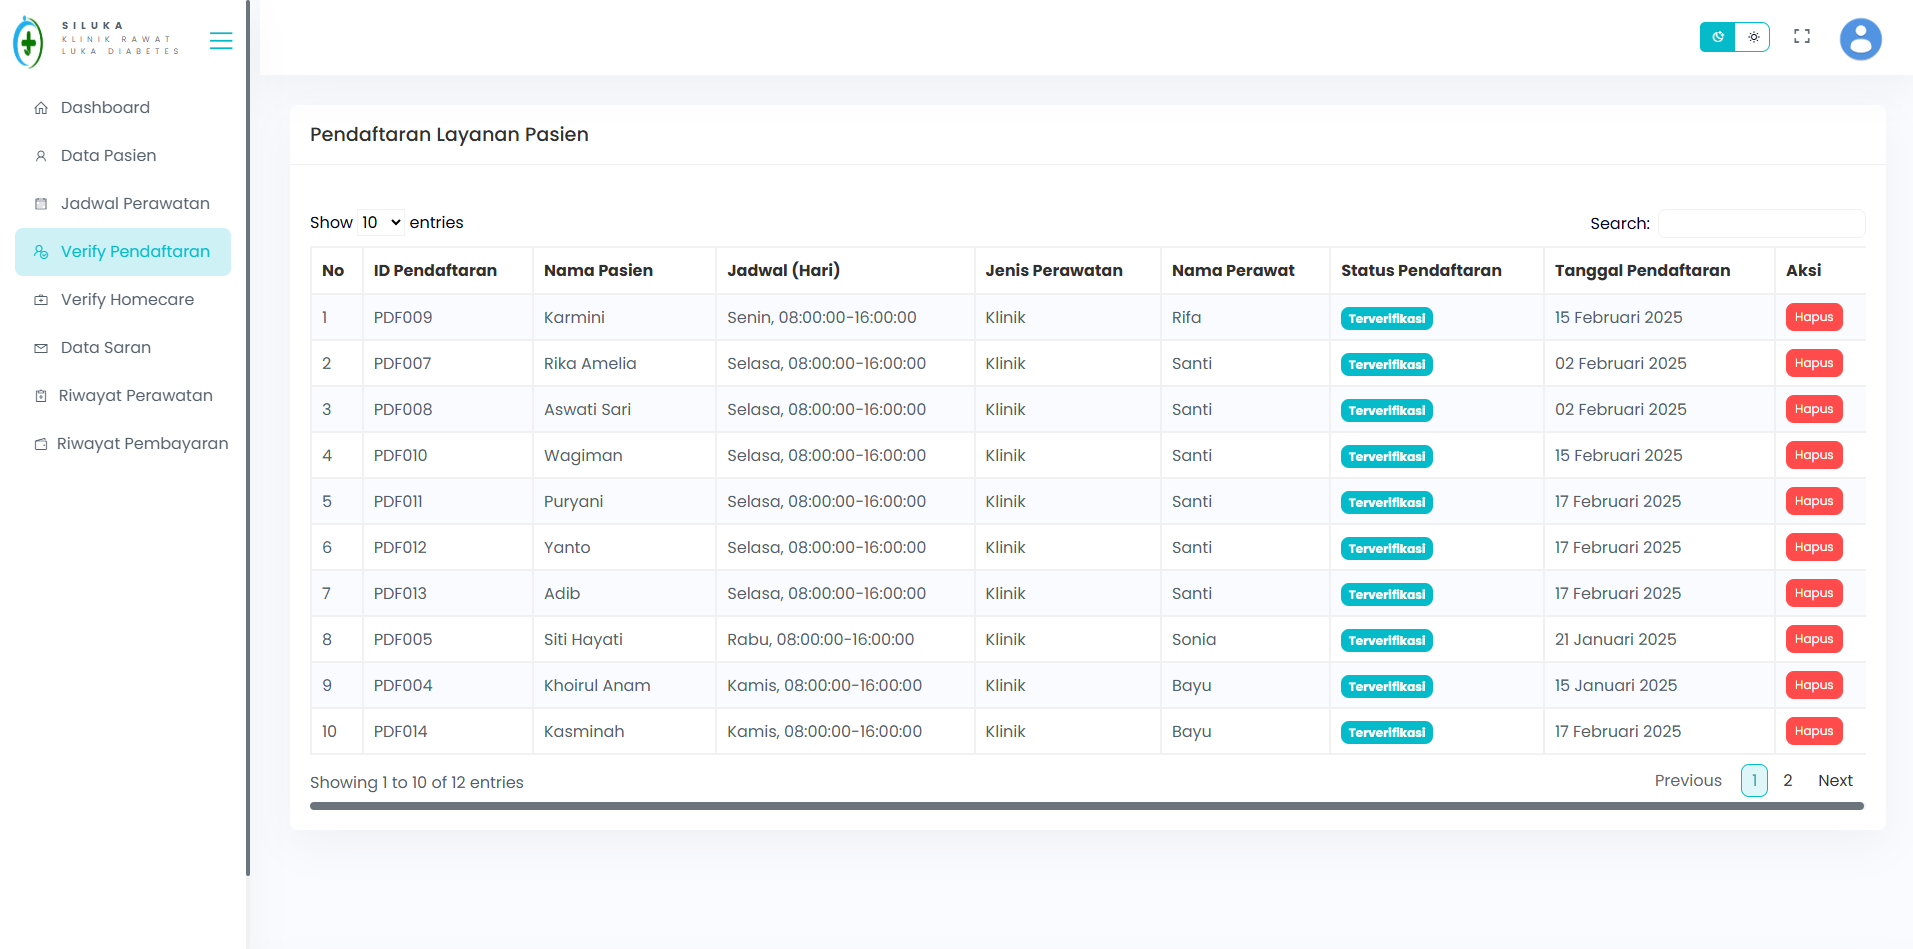 SILUKA
KLINIK RAWAT
LUKA DIABETES
Dashboard
Data Pasien
Jadwal Perawatan
Verify Pendaftaran
Verify Homecare
Data Saran
Riwayat Perawatan
Riwayat Pembayaran
Pendaftaran Layanan Pasien
Show 10 entries Search:
No ID Pendaftaran Nama Pasien Jadwal (Hari) Jenis Perawatan Nama Perawat Status Pendaftaran Tanggal Pendaftaran Aksi
1 PDF009 Karmini Senin, 08:00:00-16:00:00 Klinik Rifa Terverifikasi 15 Februari 2025 Hapus
2 PDF007 Rika Amelia Selasa, 08:00:00-16:00:00 Klinik Santi Terverifikasi 02 Februari 2025 Hapus
3 PDF008 Aswati Sari Selasa, 08:00:00-16:00:00 Klinik Santi Terverifikasi 02 Februari 2025 Hapus
4 PDF010 Wagiman Selasa, 08:00:00-16:00:00 Klinik Santi Terverifikasi 15 Februari 2025 Hapus
5 PDF011 Puryani Selasa, 08:00:00-16:00:00 Klinik Santi Terverifikasi 17 Februari 2025 Hapus
6 PDF012 Yanto Selasa, 08:00:00-16:00:00 Klinik Santi Terverifikasi 17 Februari 2025 Hapus
7 PDF013 Adib Selasa, 08:00:00-16:00:00 Klinik Santi Terverifikasi 17 Februari 2025 Hapus
8 PDF005 Siti Hayati Rabu, 08:00:00-16:00:00 Klinik Sonia Terverifikasi 21 Januari 2025 Hapus
9 PDF004 Khoirul Anam Kamis, 08:00:00-16:00:00 Klinik Bayu Terverifikasi 15 Januari 2025 Hapus
10 PDF014 Kasminah Kamis, 08:00:00-16:00:00 Klinik Bayu Terverifikasi 17 Februari 2025 Hapus
Showing 1 to 10 of 12 entries Previous 1 2 Next